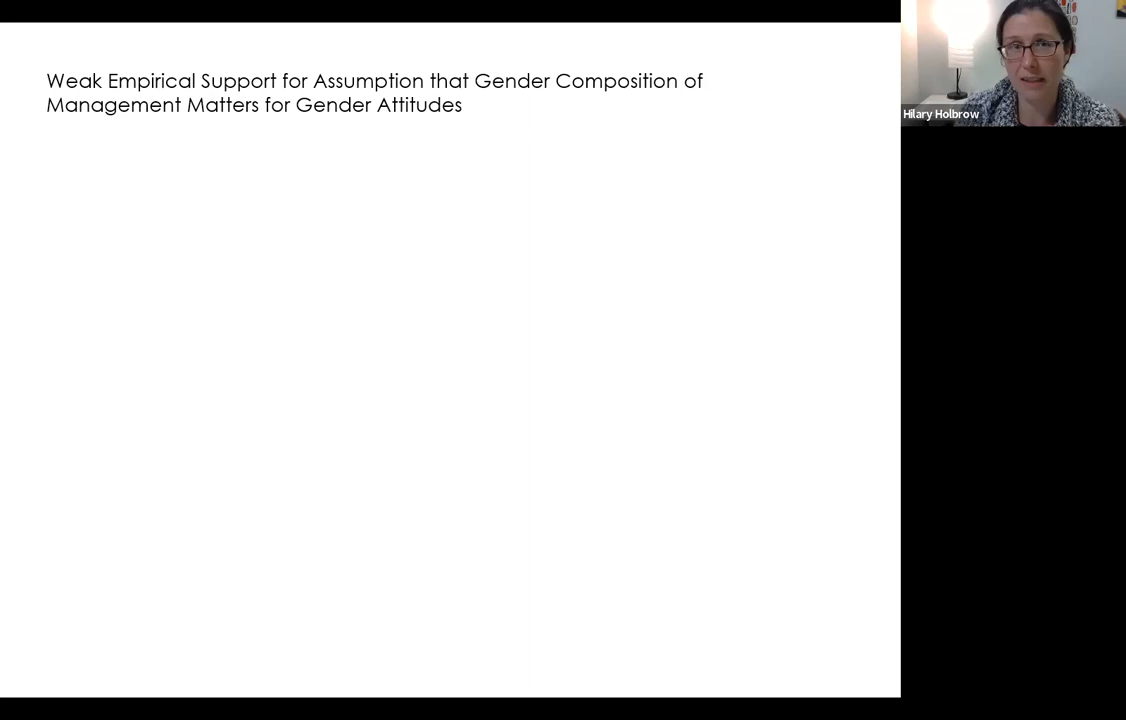 Weak Empirical Support for Assumption that Gender Composition of
Management Matters for Gender Attitudes
Hilary Holbrow